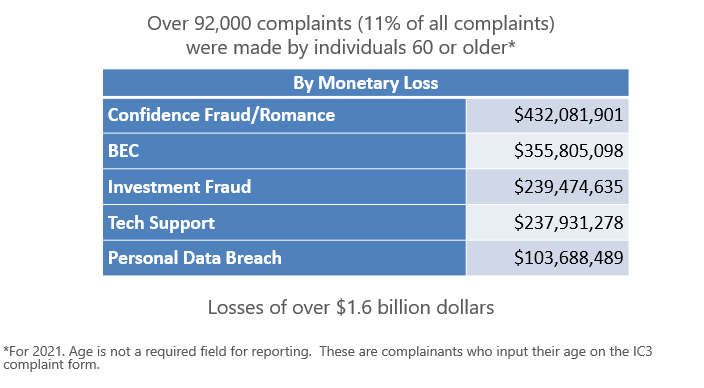 Over 92,000 complaints (11% of all complaints)
were made by individuals 60 or older*
By Monetary Loss
Confidence Fraud/Romance $432,081,901
BEC $355,805,098
Investment Fraud $239,474,635
Tech Support $237,931,278
Personal Data Breach $103,688,489
Losses of over $1.6 billion dollars
*For 2021. Age is not a required field for reporting.  These are complainants who input their age on the IC3
complaint form.